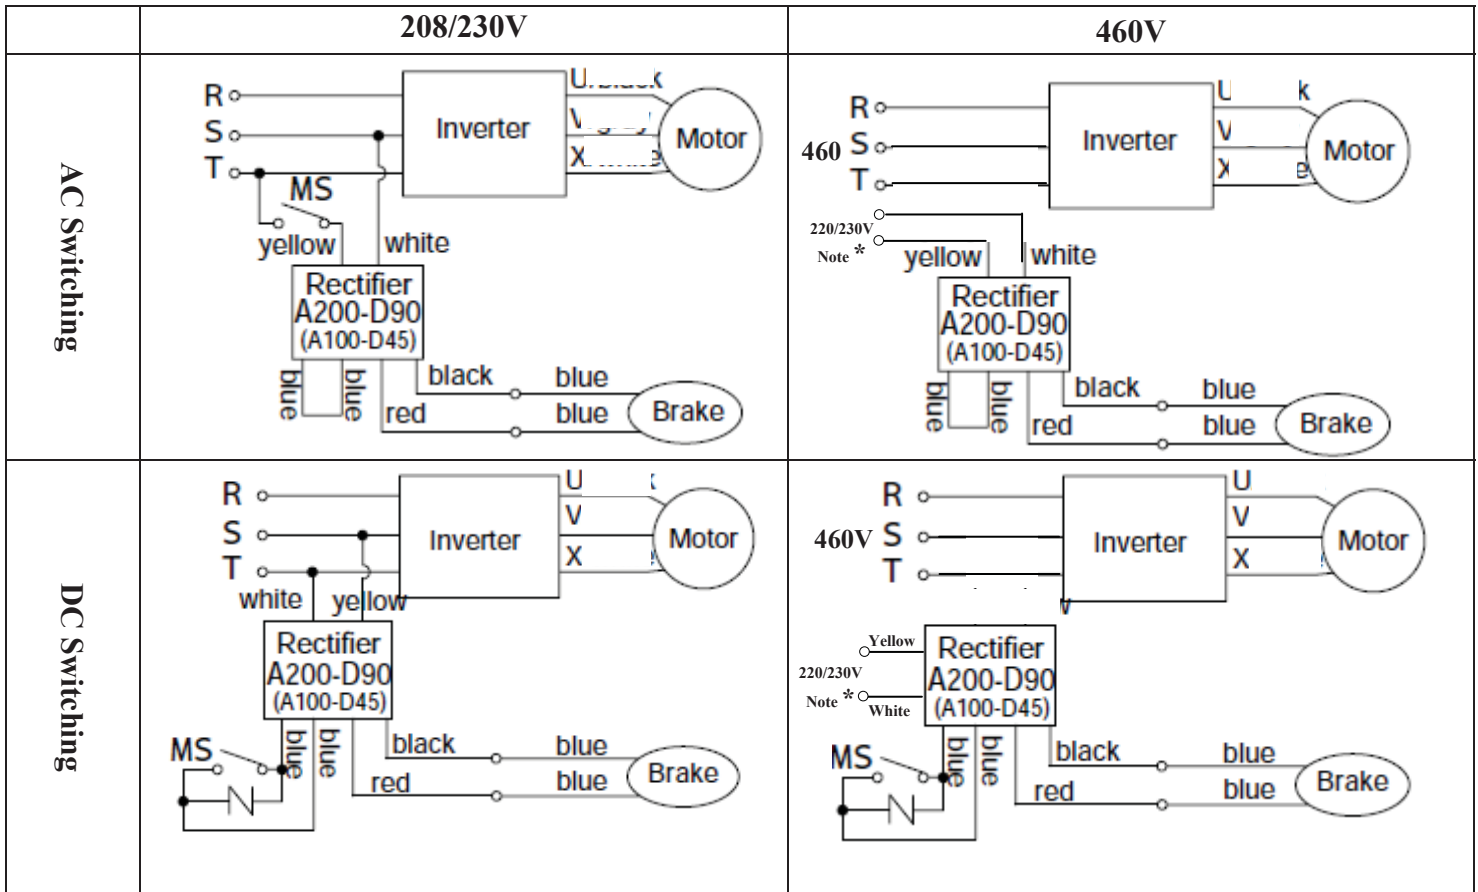 208/230V
460V
AC Switching
R
S
T
Inverter
U
V
X
Motor
MS
yellow
white
Rectifier
A200-D90
(A100-D45)
blue
blue
black
blue
red
blue
Brake
R
460 S
T
Inverter
U
V
X
Motor
220/230V
Note *
yellow
white
Rectifier
A200-D90
(A100-D45)
blue
blue
black
blue
red
blue
Brake
DC Switching
R
S
T
Inverter
U
V
X
Motor
white
yellow
Rectifier
A200-D90
(A100-D45)
MS
blue
blue
black
blue
red
blue
Brake
R
460V S
T
Inverter
U
V
X
Motor
Yellow
220/230V
Note *
White
Rectifier
A200-D90
(A100-D45)
MS
blue
blue
black
blue
red
blue
Brake